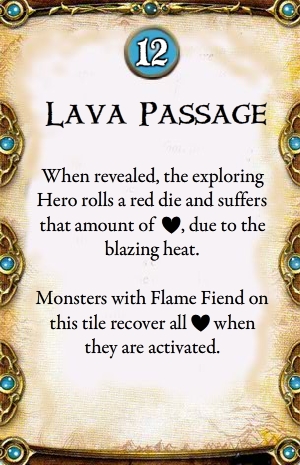 12
Lava Passage
When revealed, the exploring
Hero rolls a red die and suffers
that amount of ♥, due to the
blazing heat.
Monsters with Flame Fiend on
this tile recover all ♥ when
they are activated.